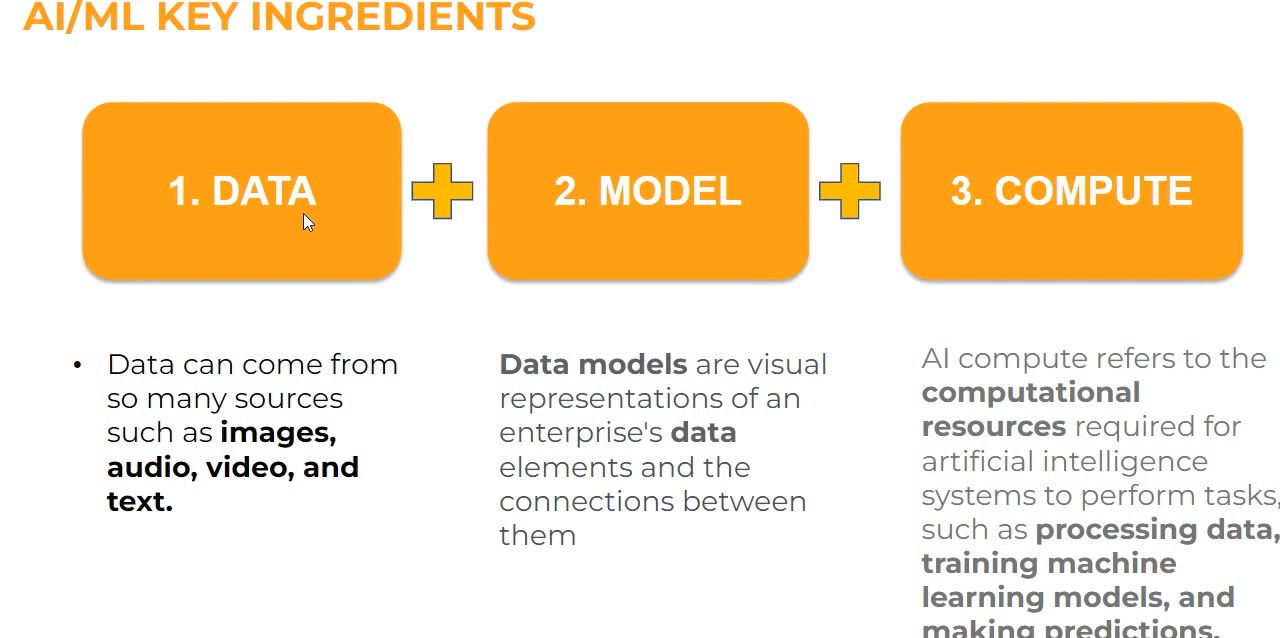 AI/ML KEY INGREDIENTS
1. DATA
2. MODEL
3. COMPUTE
• Data can come from
so many sources
such as images,
audio, video, and
text.
Data models are visual
representations of an
enterprise's data
elements and the
connections between
them
AI compute refers to the
computational
resources required for
artificial intelligence
systems to perform tasks,
such as processing data,
training machine
learning models, and
making predictions.